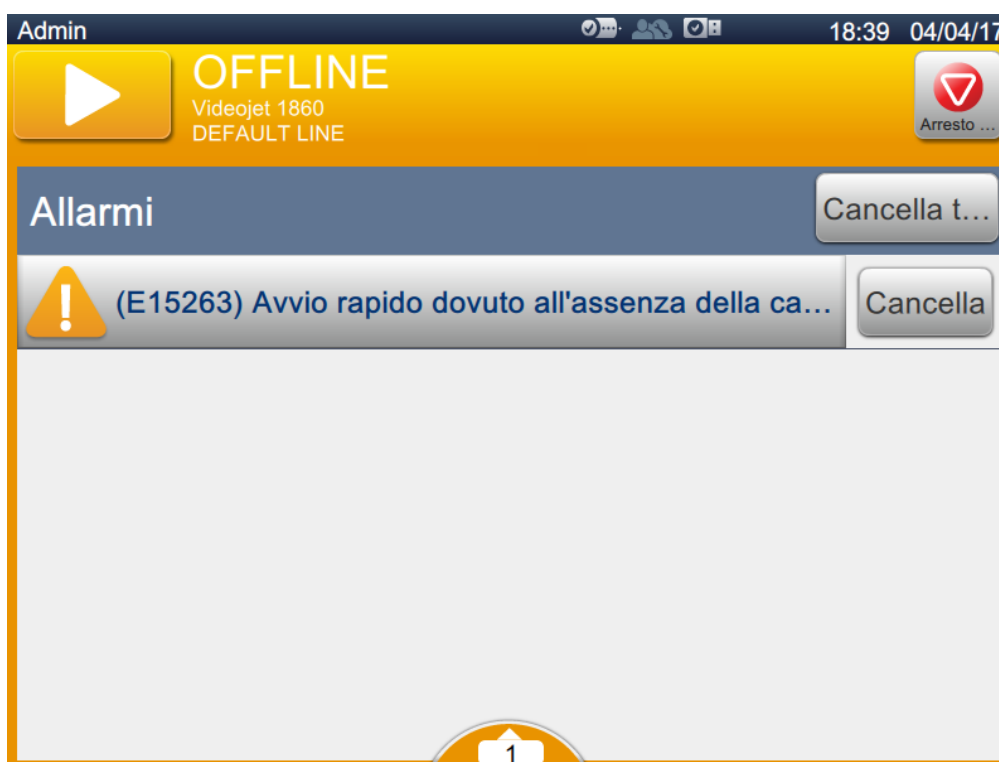 Admin 18:39 04/04/17
OFFLINE
Videojet 1860
DEFAULT LINE
Arresto ...
Allarmi
Cancella t...
(E15263) Avvio rapido dovuto all'assenza della ca...
Cancella
1